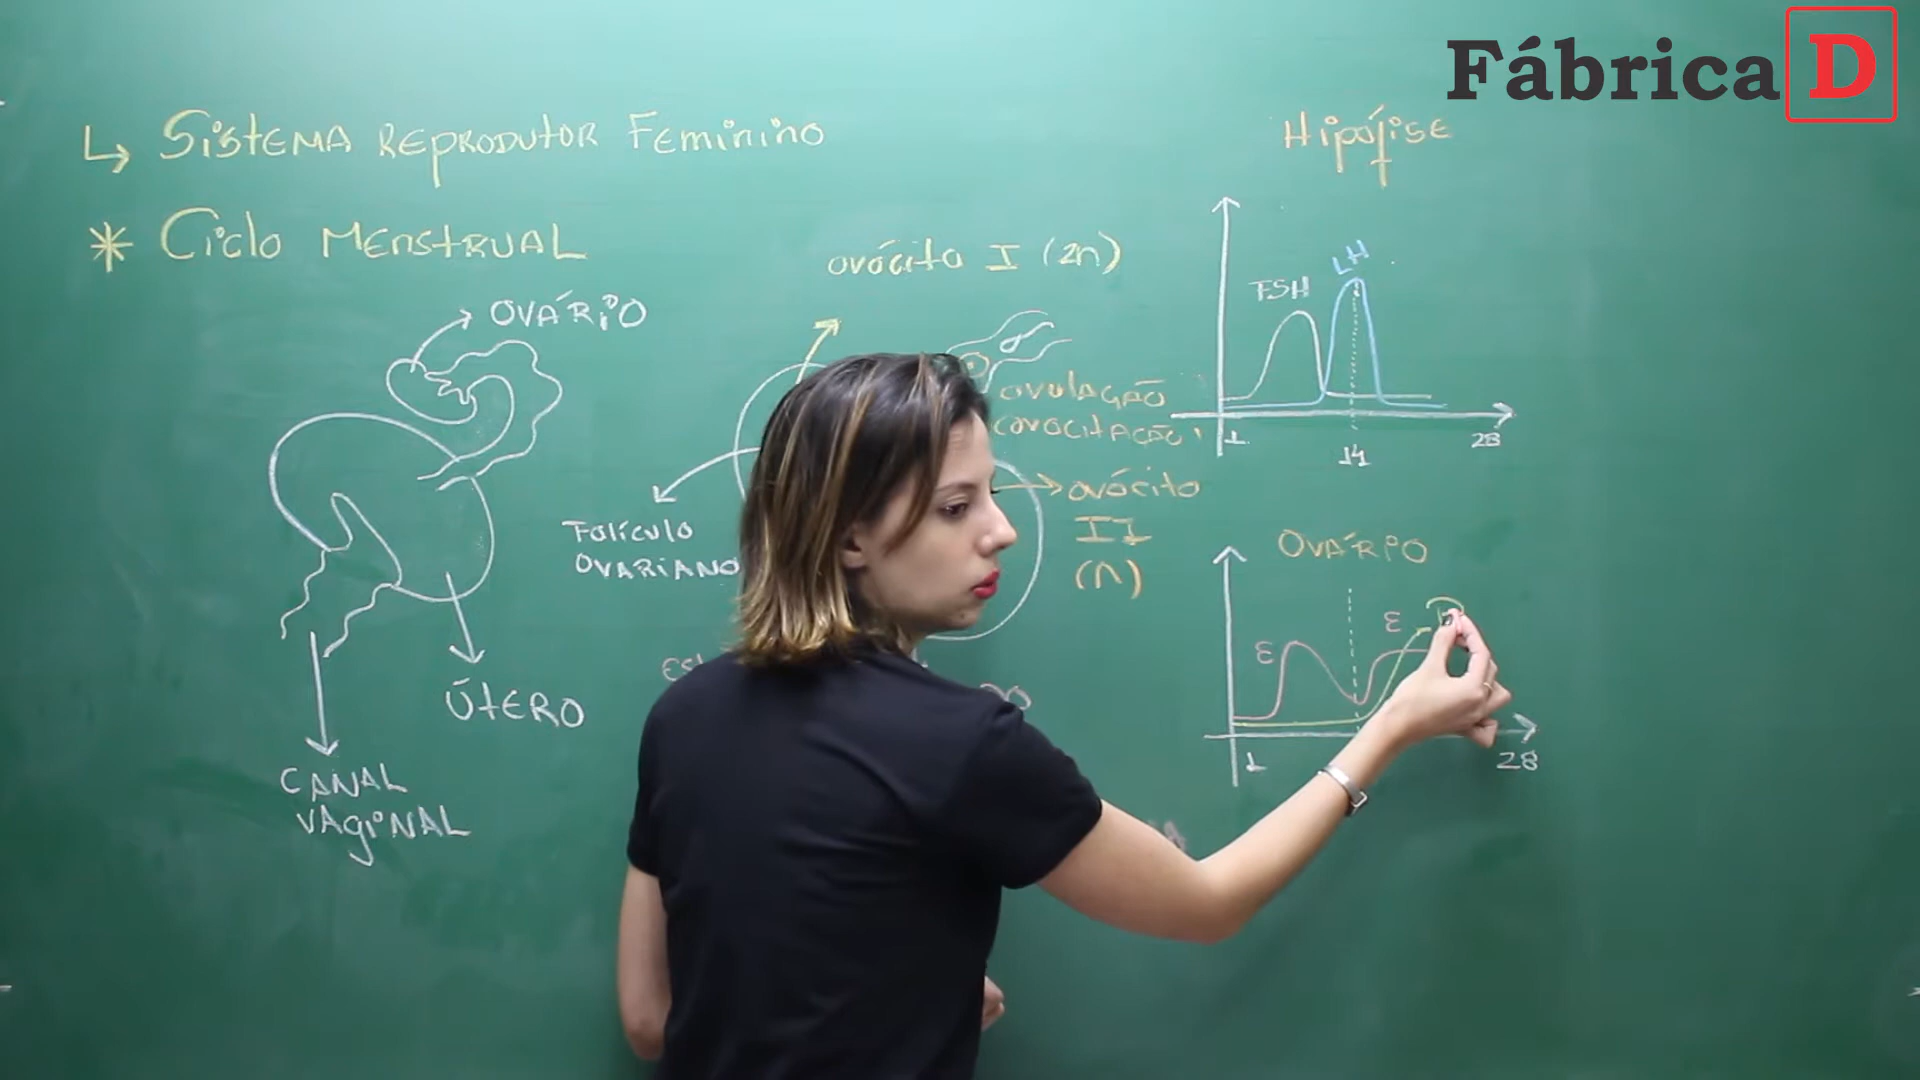 Fábrica D
↳ Sistema Reprodutor Feminino
* Ciclo Menstrual
Ovário
Útero
Canal
Vaginal
ovócito I (2n)
Folículo
Ovariano
ovulação
ovócito
II
(n)
Hipófise
FSH
LH
1
14
28
Ovário
E
E
1
28